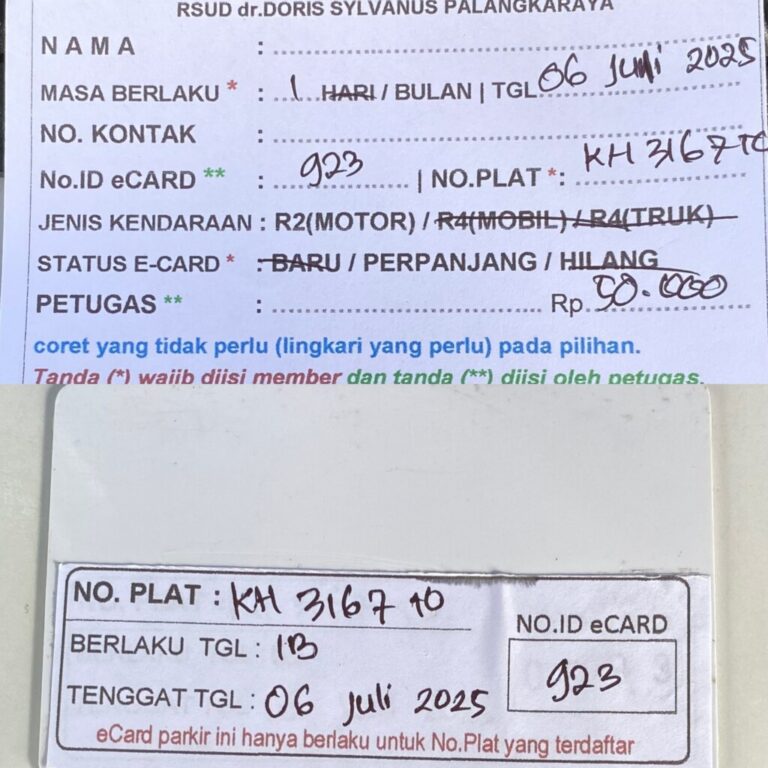 RSUD dr.DORIS SYLVANUS PALANGKARAYA
NAMA :
MASA BERLAKU * : 1 HARI / BULAN | TGL 06 Juni 2025
NO. KONTAK :
No.ID eCARD ** : 923 | NO.PLAT *: KH 3167 TO
JENIS KENDARAAN : R2(MOTOR) / R4(MOBIL) / R4(TRUK)
STATUS E-CARD * : BARU / PERPANJANG / HILANG
PETUGAS ** : Rp. 50.000
coret yang tidak perlu (lingkari yang perlu) pada pilihan.
Tanda (*) wajib diisi member dan tanda (**) diisi oleh petugas.
NO. PLAT : KH 3167 TO
BERLAKU TGL : 1B
TENGGAT TGL : 06 Juli 2025
NO.ID eCARD
923
eCard parkir ini hanya berlaku untuk No.Plat yang terdaftar